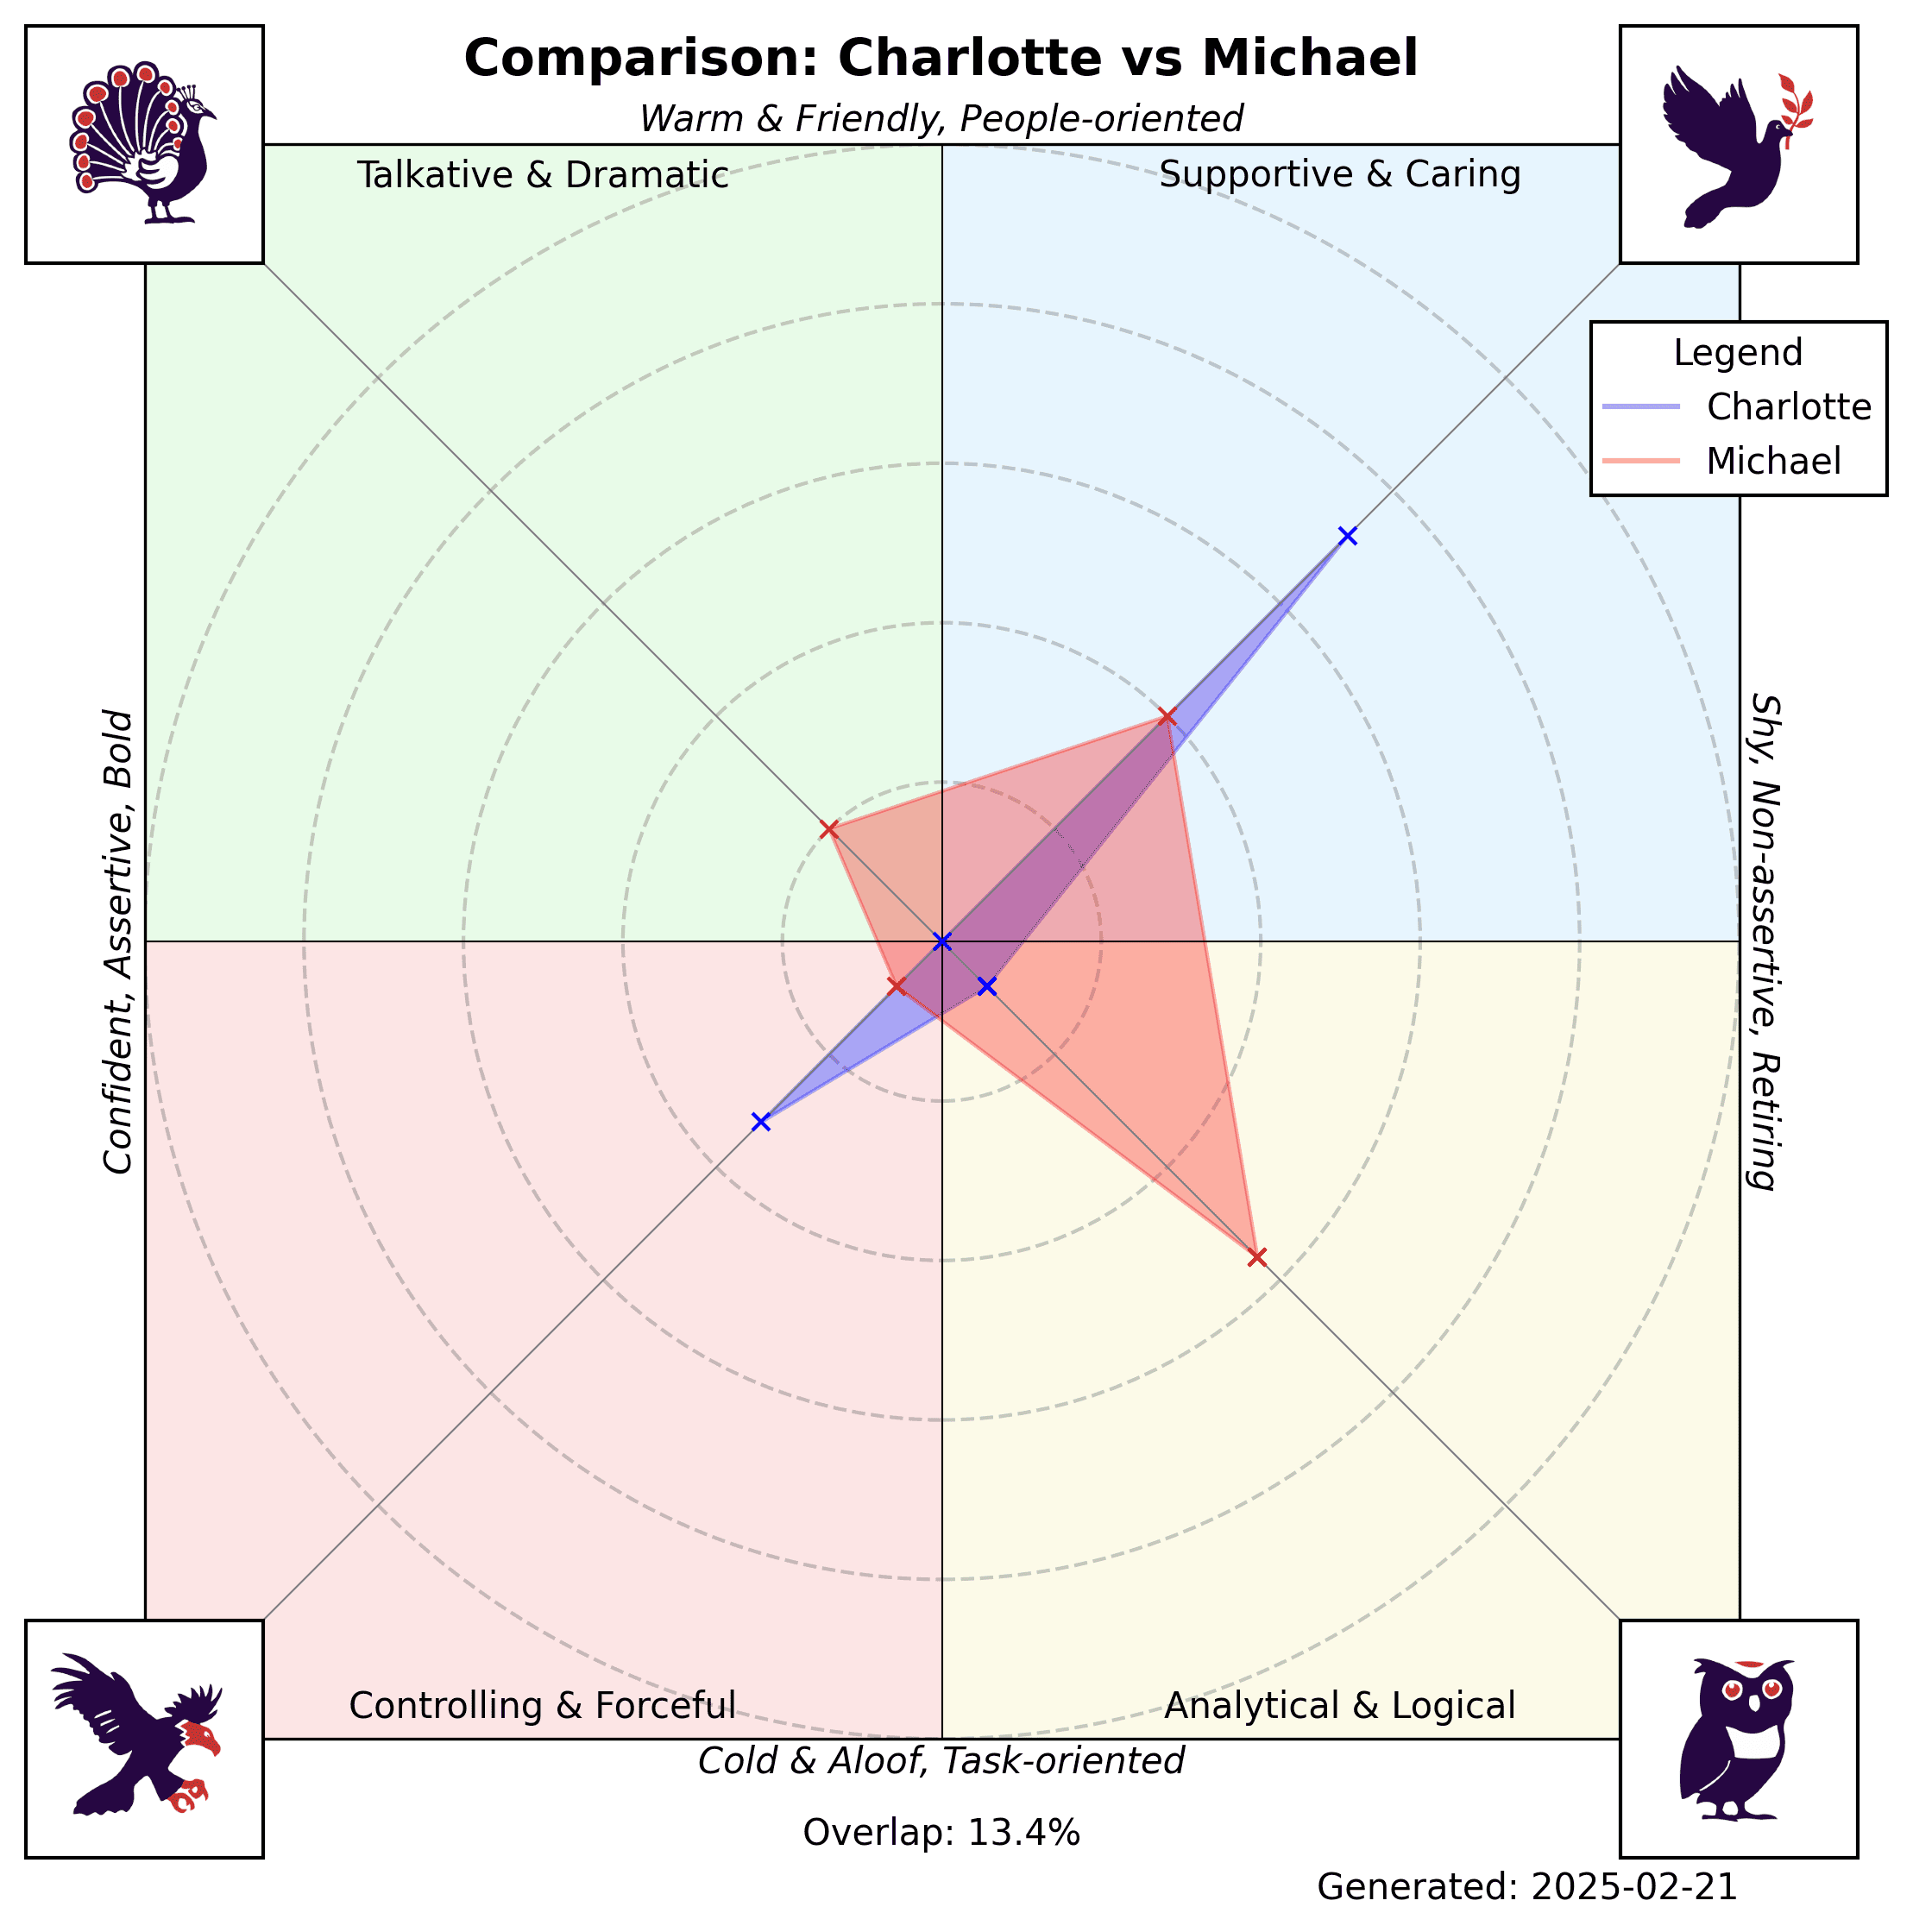 Comparison: Charlotte vs Michael
Warm & Friendly, People-oriented
Talkative & Dramatic
Supportive & Caring
Legend
Charlotte
Michael
Confident, Assertive, Bold
Shy, Non-assertive, Retiring
Controlling & Forceful
Analytical & Logical
Cold & Aloof, Task-oriented
Overlap: 13.4%
Generated: 2025-02-21